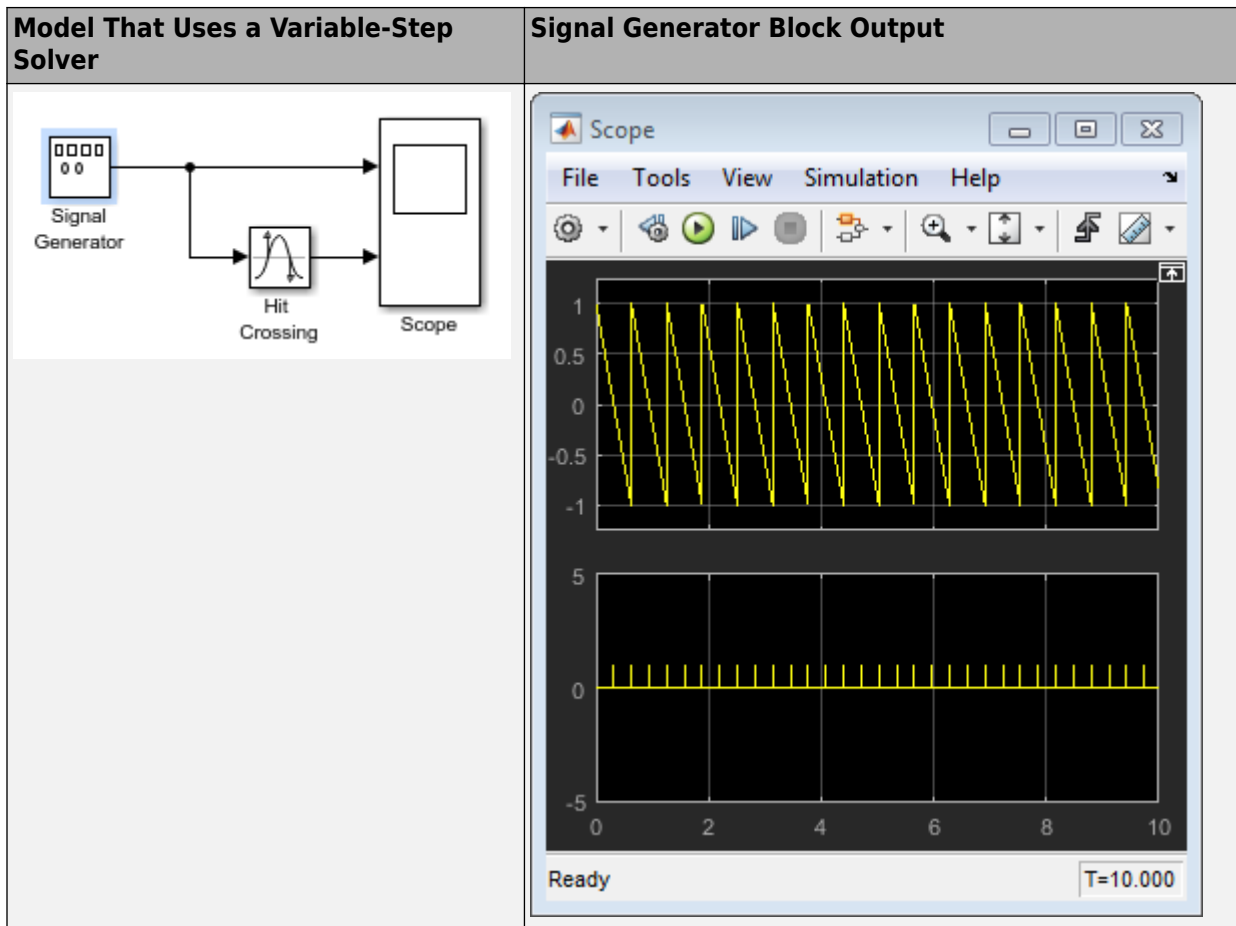 Model That Uses a Variable-Step
Solver
Signal Generator Block Output
Signal
Generator
Hit
Crossing
Scope
Scope
File Tools View Simulation Help
1
0.5
0
-0.5
-1
5
0
-5
0 2 4 6 8 10
Ready
T=10.000